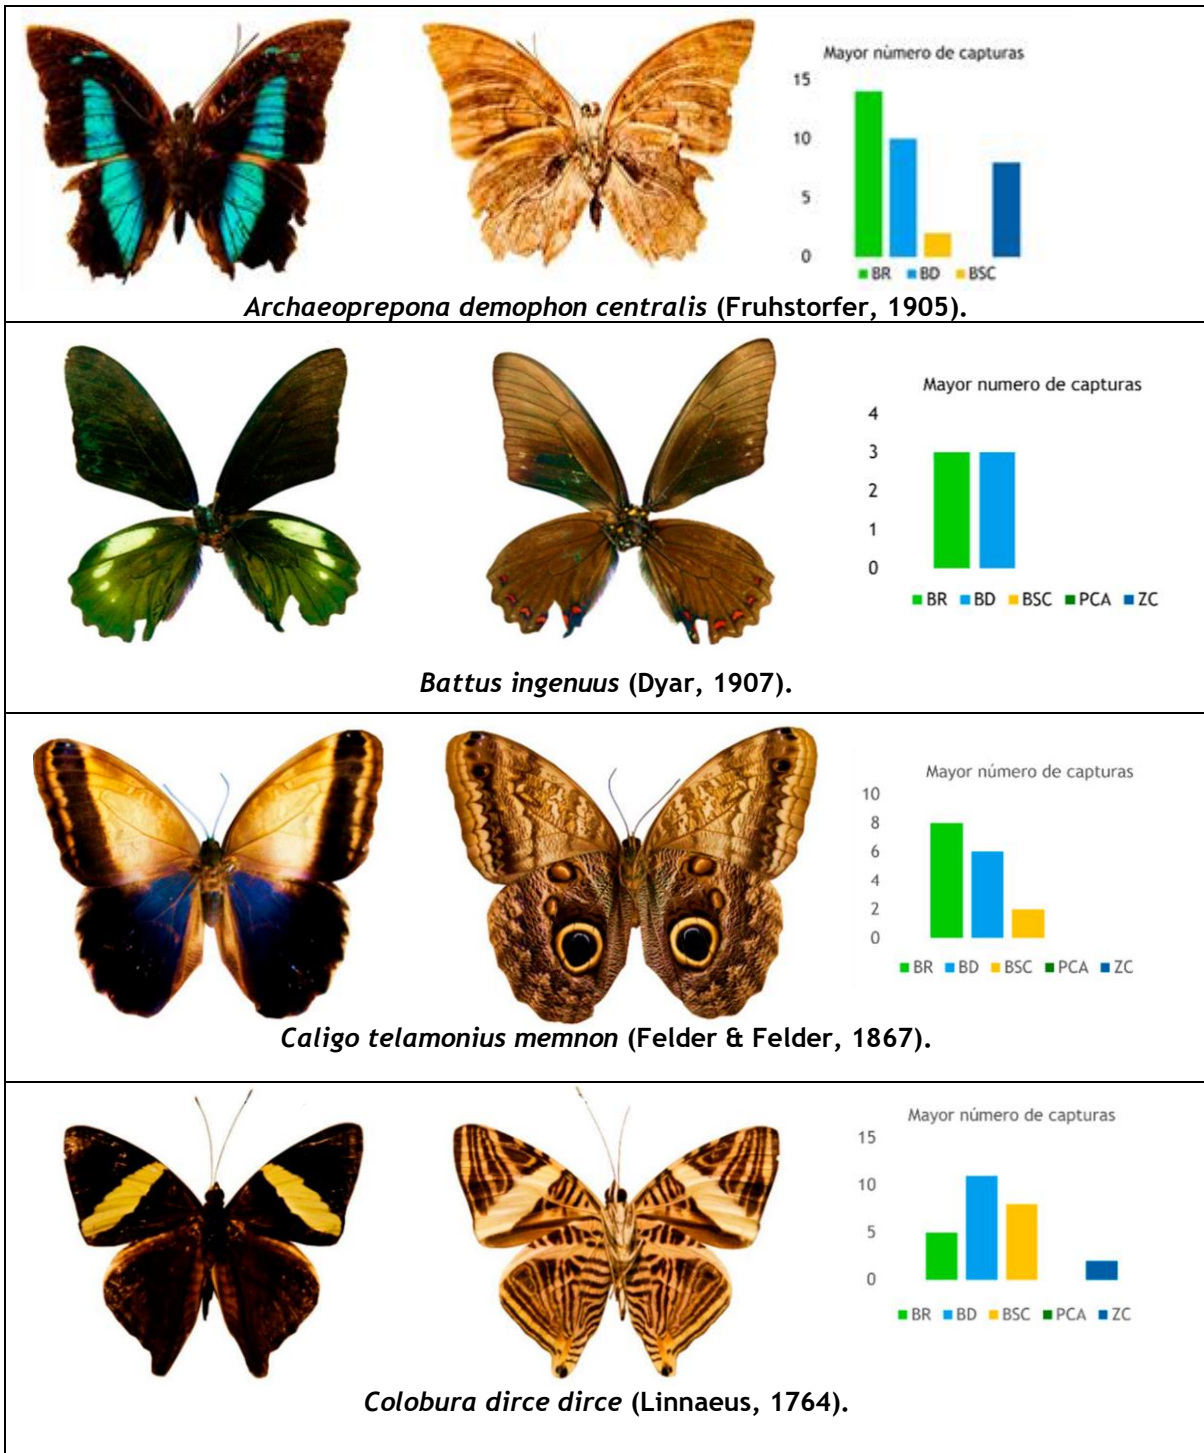 Mayor número de capturas
15
10
5
0
BR BD BSC
Archaeoprepona demophon centralis (Fruhstorfer, 1905).
Mayor numero de capturas
4
3
2
1
0
BR BD BSC PCA ZC
Battus ingenuus (Dyar, 1907).
Mayor número de capturas
10
8
6
4
2
0
BR BD BSC PCA ZC
Caligo telamonius memnon (Felder & Felder, 1867).
Mayor número de capturas
15
10
5
0
BR BD BSC PCA ZC
Colobura dirce dirce (Linnaeus, 1764).